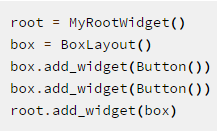 root = MyRootWidget()
box = BoxLayout()
box.add_widget(Button())
box.add_widget(Button())
root.add_widget(box)